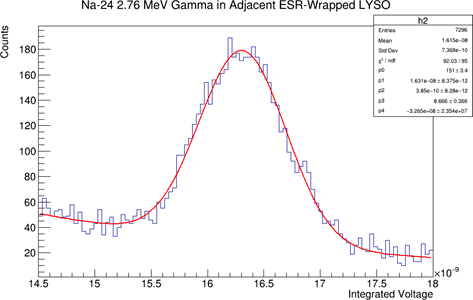 Na-24 2.76 MeV Gamma in Adjacent ESR-Wrapped LYSO
h2
Entries 7296
Mean 1.615e−08
Std Dev 7.368e−10
χ² / ndf 92.03 / 95
p0 151 ± 3.4
p1 1.631e−08 ± 8.375e−12
p2 3.85e−10 ± 8.28e−12
p3 8.666 ± 0.366
p4 −3.265e+08 ± 2.354e+07
Counts
180
160
140
120
100
80
60
40
20
14.5 15 15.5 16 16.5 17 17.5 18
×10⁻⁹
Integrated Voltage